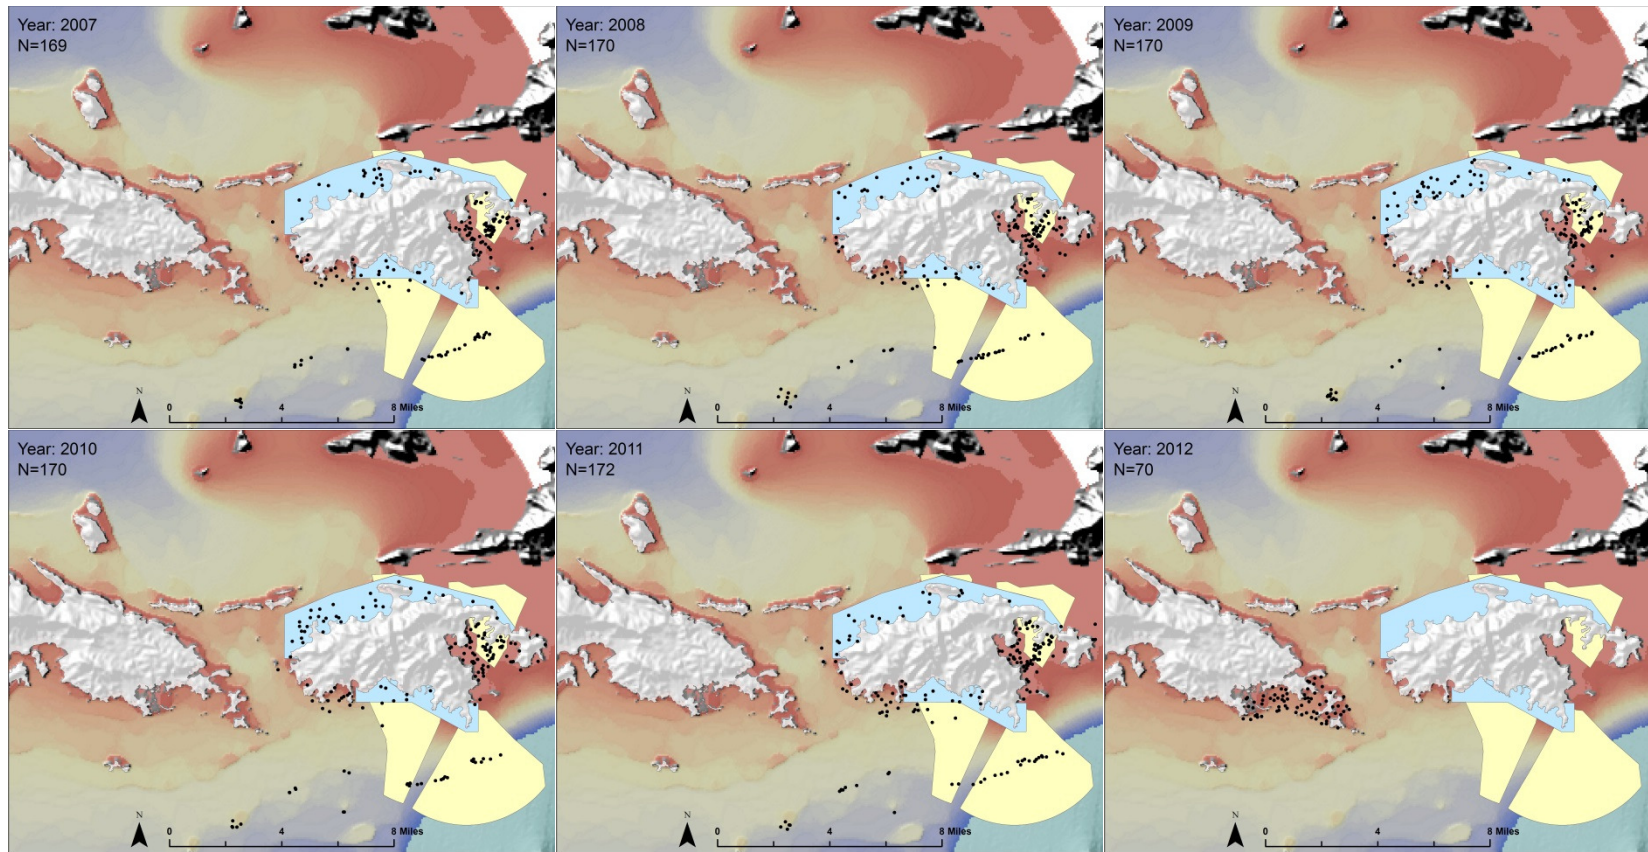 Year: 2007
N=169
Year: 2008
N=170
Year: 2009
N=170
N
0 4 8 Miles
N
0 4 8 Miles
N
0 4 8 Miles
Year: 2010
N=170
Year: 2011
N=172
Year: 2012
N=70
N
0 4 8 Miles
N
0 4 8 Miles
N
0 4 8 Miles